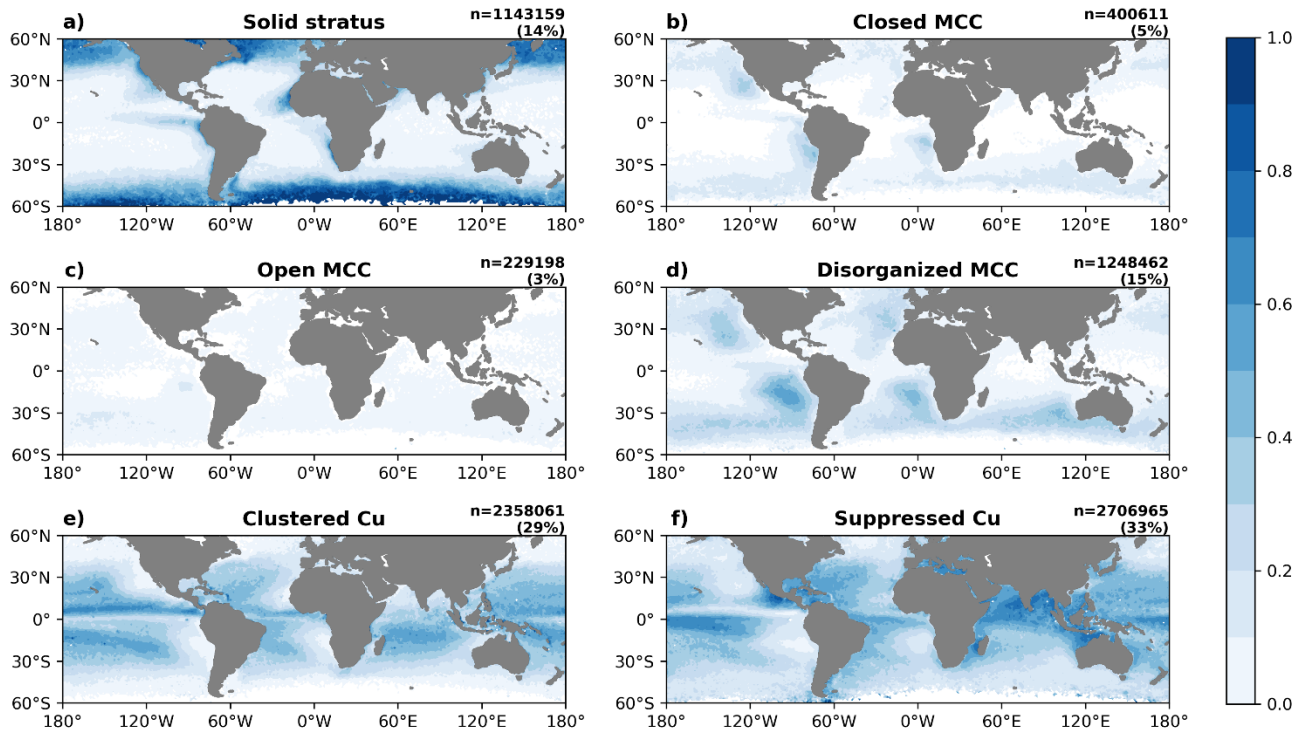 a) Solid stratus n=1143159
(14%)
60°N
30°N
0°
30°S
60°S
180° 120°W 60°W 0°W 60°E 120°E 180°
b) Closed MCC n=400611
(5%)
60°N
30°N
0°
30°S
60°S
180° 120°W 60°W 0°W 60°E 120°E 180°
c) Open MCC n=229198
(3%)
60°N
30°N
0°
30°S
60°S
180° 120°W 60°W 0°W 60°E 120°E 180°
d) Disorganized MCC n=1248462
(15%)
60°N
30°N
0°
30°S
60°S
180° 120°W 60°W 0°W 60°E 120°E 180°
e) Clustered Cu n=2358061
(29%)
60°N
30°N
0°
30°S
60°S
180° 120°W 60°W 0°W 60°E 120°E 180°
f) Suppressed Cu n=2706965
(33%)
60°N
30°N
0°
30°S
60°S
180° 120°W 60°W 0°W 60°E 120°E 180°
1.0
0.8
0.6
0.4
0.2
0.0